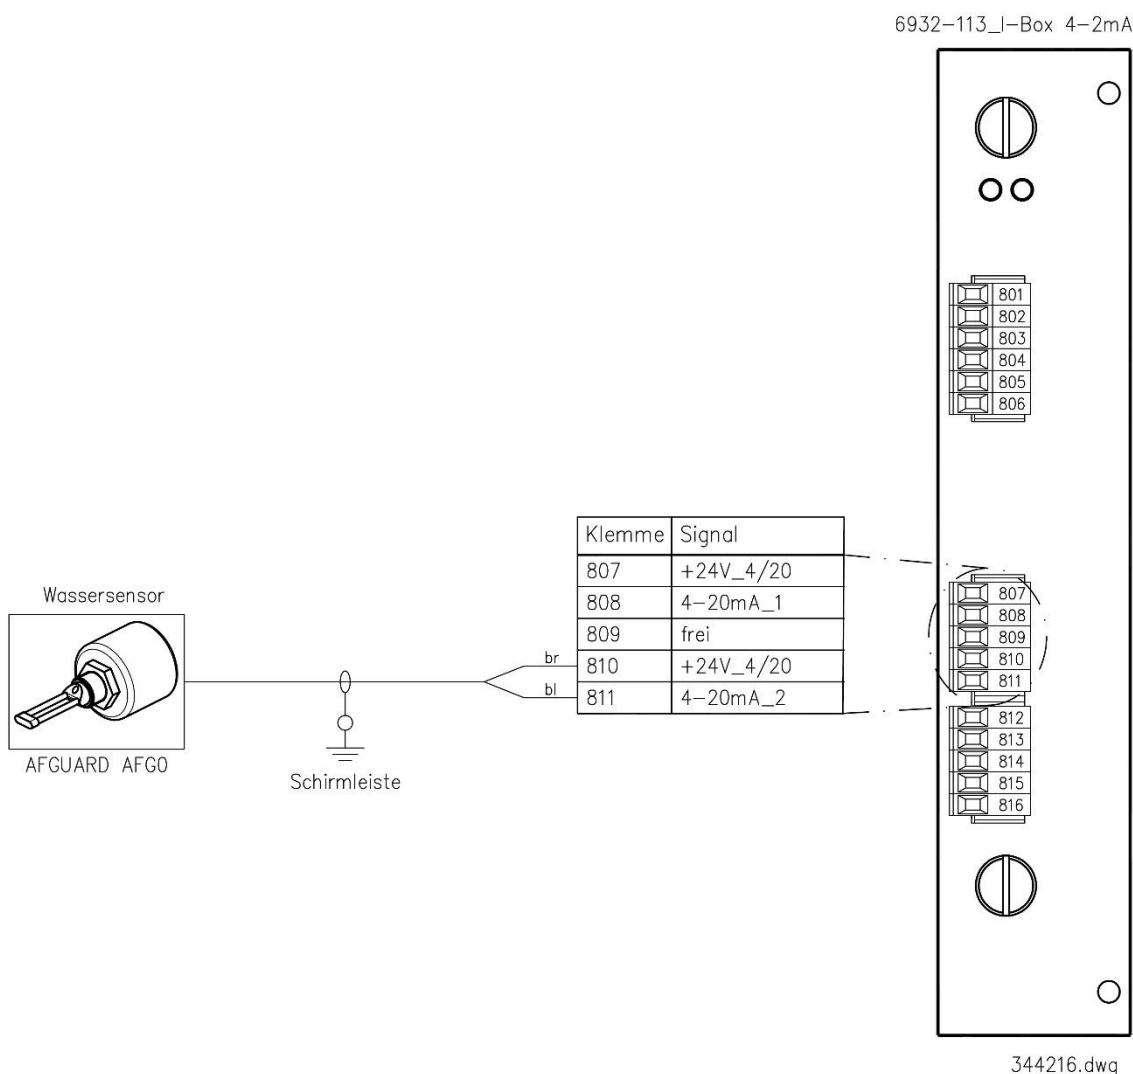 6932-113_I-Box 4-2mA
801
802
803
804
805
806
Klemme Signal
807 +24V_4/20
808 4-20mA_1
809 frei
810 +24V_4/20
811 4-20mA_2
br
bl
Wassersensor
AFGUARD AFG0
Schirmleiste
807
808
809
810
811
812
813
814
815
816
344216.dwg